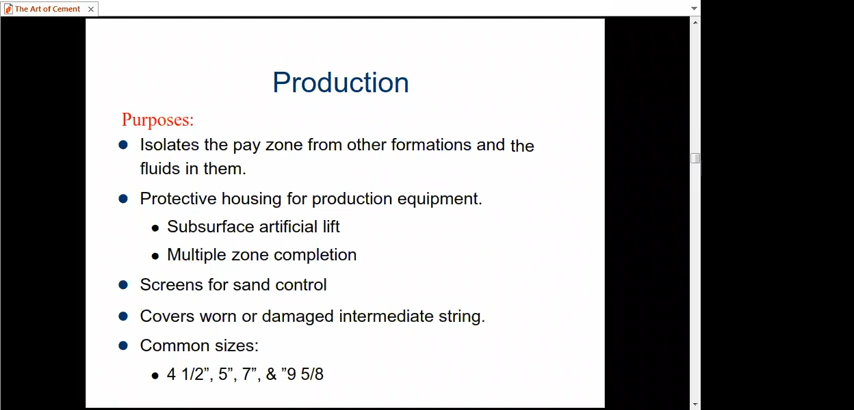 The Art of Cement
Production
Purposes:
Isolates the pay zone from other formations and the
fluids in them.
Protective housing for production equipment.
Subsurface artificial lift
Multiple zone completion
Screens for sand control
Covers worn or damaged intermediate string.
Common sizes:
4 1/2”, 5”, 7”, & ”9 5/8